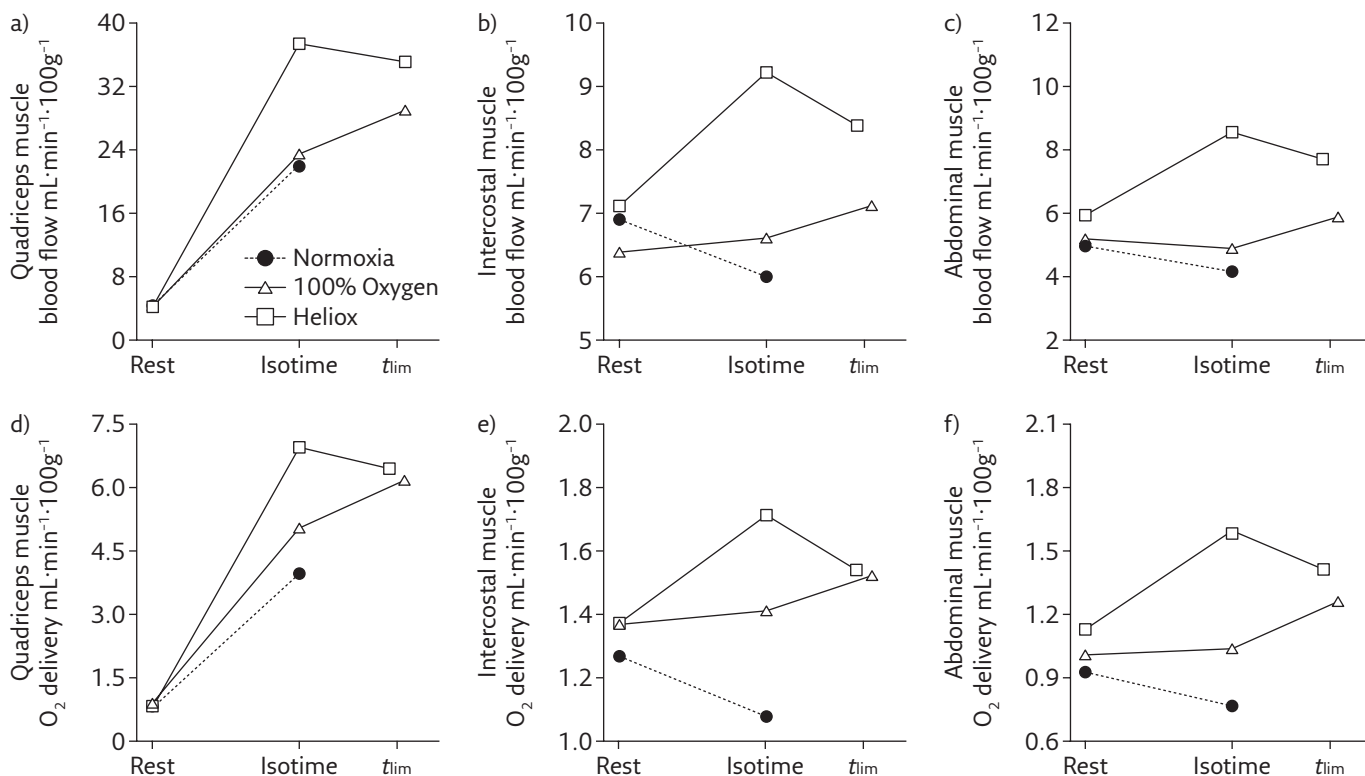 a)
Quadriceps muscle
blood flow mL·min⁻¹·100g⁻¹
40
32
24
16
8
0
Normoxia
100% Oxygen
Heliox
Rest Isotime tlim
b)
Intercostal muscle
blood flow mL·min⁻¹·100g⁻¹
10
9
8
7
6
5
Rest Isotime tlim
c)
Abdominal muscle
blood flow mL·min⁻¹·100g⁻¹
12
10
8
6
4
2
Rest Isotime tlim
d)
Quadriceps muscle
O₂ delivery mL·min⁻¹·100g⁻¹
7.5
6.0
4.5
3.0
1.5
0
Rest Isotime tlim
e)
Intercostal muscle
O₂ delivery mL·min⁻¹·100g⁻¹
2.0
1.8
1.6
1.4
1.2
1.0
Rest Isotime tlim
f)
Abdominal muscle
O₂ delivery mL·min⁻¹·100g⁻¹
2.1
1.8
1.5
1.2
0.9
0.6
Rest Isotime tlim